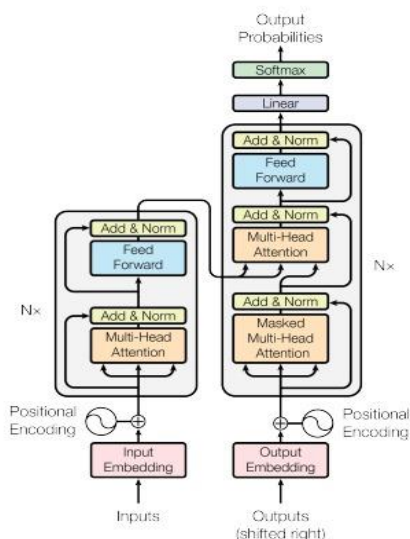 Output
Probabilities
Softmax
Linear
Add & Norm
Feed
Forward
Add & Norm
Multi-Head
Attention
Nx
Add & Norm
Masked
Multi-Head
Attention
Add & Norm
Feed
Forward
Nx
Add & Norm
Multi-Head
Attention
Positional
Encoding
Positional
Encoding
Input
Embedding
Output
Embedding
Inputs
Outputs
(shifted right)